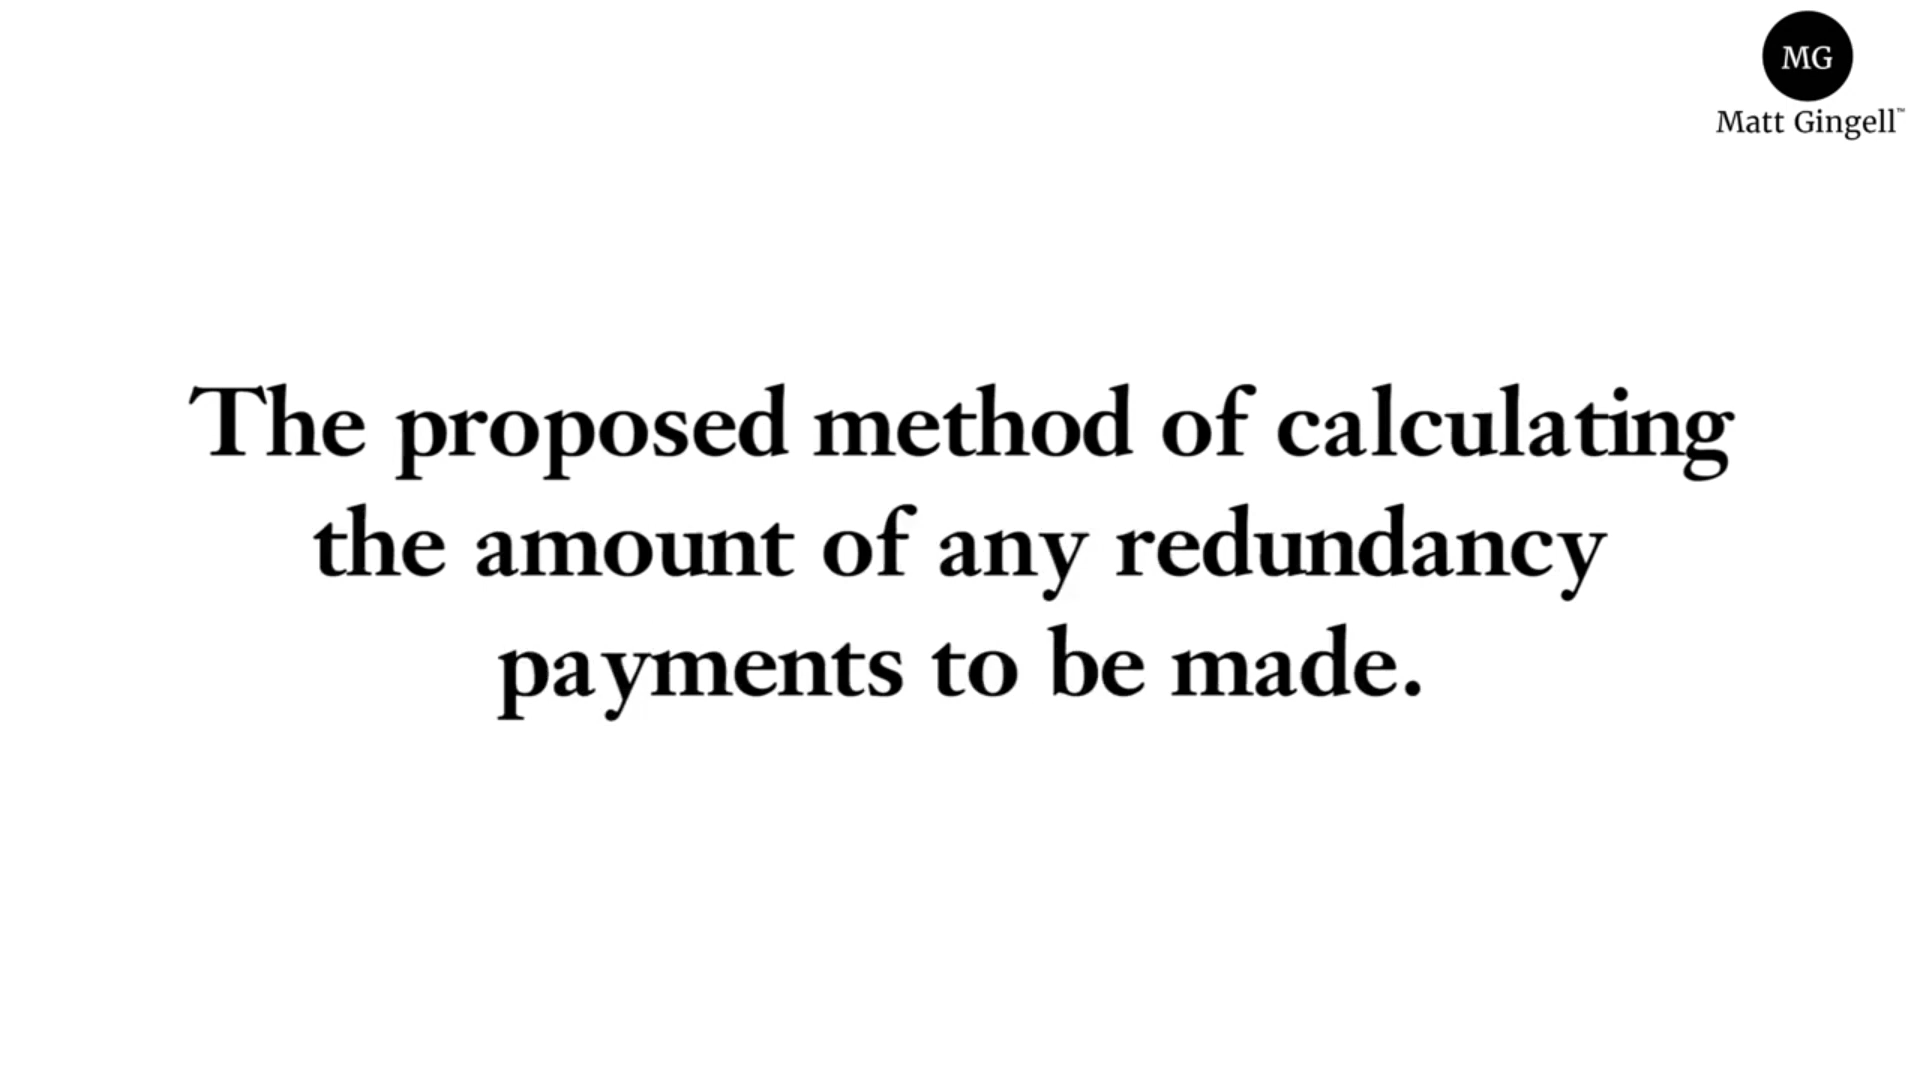 MG
Matt Gingell™
The proposed method of calculating
the amount of any redundancy
payments to be made.